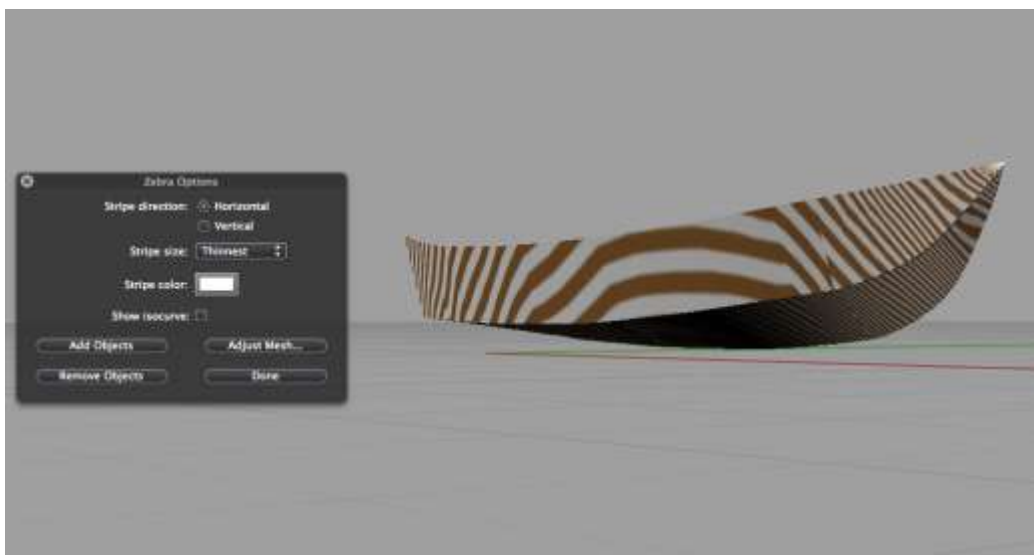 Zebra Options
Stripe direction: Horizontal
Vertical
Stripe size: Thinnest
Stripe color:
Show isocurve:
Add Objects Adjust Mesh...
Remove Objects Done